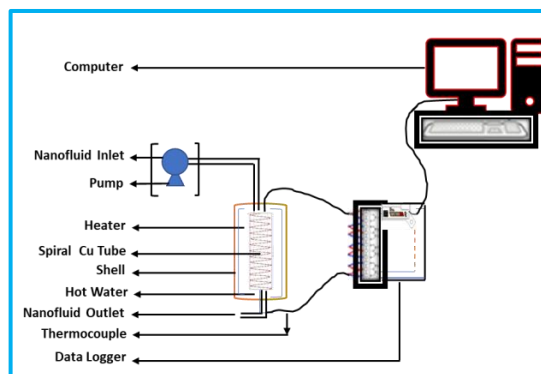 Computer
Nanofluid Inlet
Pump
Heater
Spiral Cu Tube
Shell
Hot Water
Nanofluid Outlet
Thermocouple
Data Logger